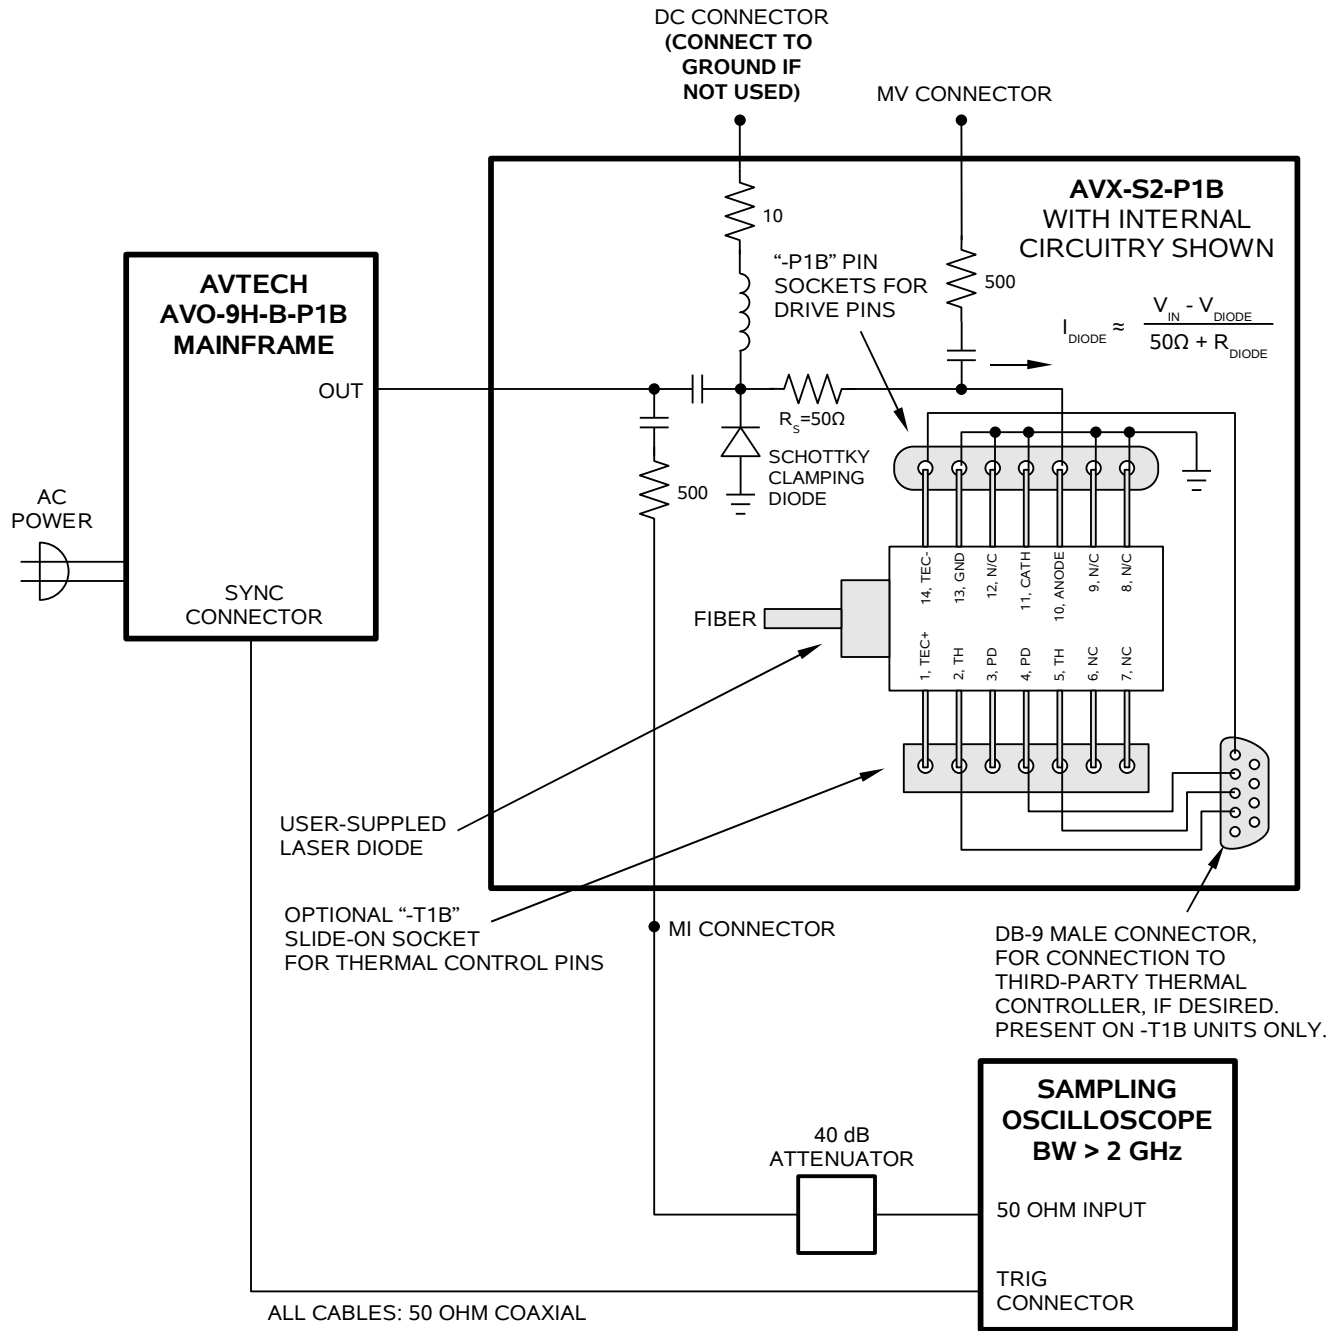 DC CONNECTOR
(CONNECT TO
GROUND IF
NOT USED)
MV CONNECTOR
AVX-S2-P1B
WITH INTERNAL
CIRCUITRY SHOWN
10
500
"-P1B" PIN
SOCKETS FOR
DRIVE PINS
I_DIODE ≈ (V_IN - V_DIODE) / (50Ω + R_DIODE)
AVTECH
AVO-9H-B-P1B
MAINFRAME
OUT
R_S=50Ω
SCHOTTKY
CLAMPING
DIODE
500
AC
POWER
SYNC
CONNECTOR
14, TEC-
13, GND
12, N/C
11, CATH
10, ANODE
9, N/C
8, N/C
FIBER
1, TEC+
2, TH
3, PD
4, PD
5, TH
6, NC
7, NC
USER-SUPPLED
LASER DIODE
OPTIONAL "-T1B"
SLIDE-ON SOCKET
FOR THERMAL CONTROL PINS
MI CONNECTOR
DB-9 MALE CONNECTOR,
FOR CONNECTION TO
THIRD-PARTY THERMAL
CONTROLLER, IF DESIRED.
PRESENT ON -T1B UNITS ONLY.
SAMPLING
OSCILLOSCOPE
BW > 2 GHz
40 dB
ATTENUATOR
50 OHM INPUT
TRIG
CONNECTOR
ALL CABLES: 50 OHM COAXIAL